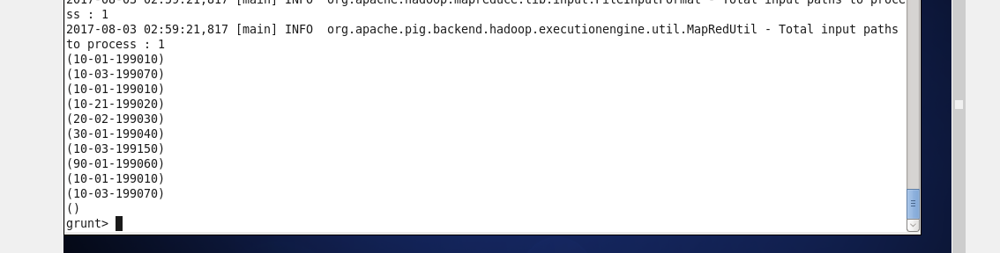 2017-08-03 02:59:21,817 [main] INFO  org.apache.hadoop.mapreduce.lib.input.FileInputFormat - Total input paths to proce
ss : 1
2017-08-03 02:59:21,817 [main] INFO  org.apache.pig.backend.hadoop.executionengine.util.MapRedUtil - Total input paths
to process : 1
(10-01-199010)
(10-03-199070)
(10-01-199010)
(10-21-199020)
(20-02-199030)
(30-01-199040)
(10-03-199150)
(90-01-199060)
(10-01-199010)
(10-03-199070)
()
grunt>